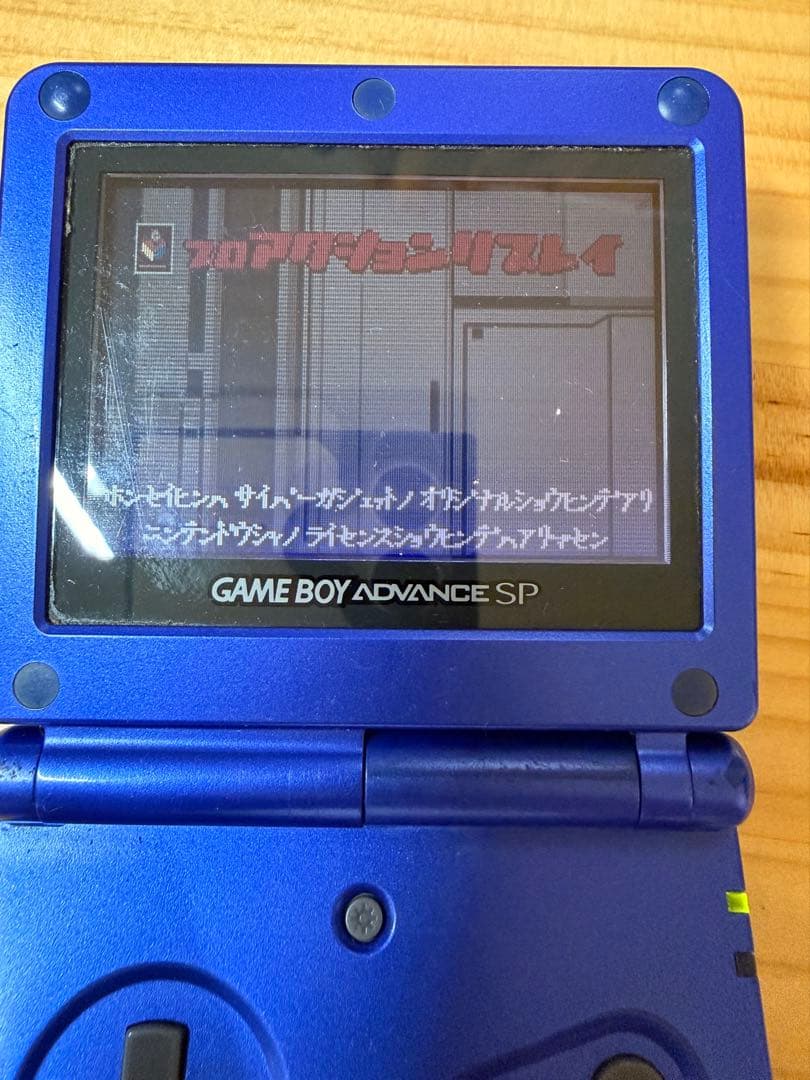 プロアクションリプレイ
ホンセイヒンハ サイバーガジェットノ オリジナルショウヒンデアリ
ニンテンドウシャノ ライセンスショウヒンデハアリマセン
GAME BOY ADVANCE SP